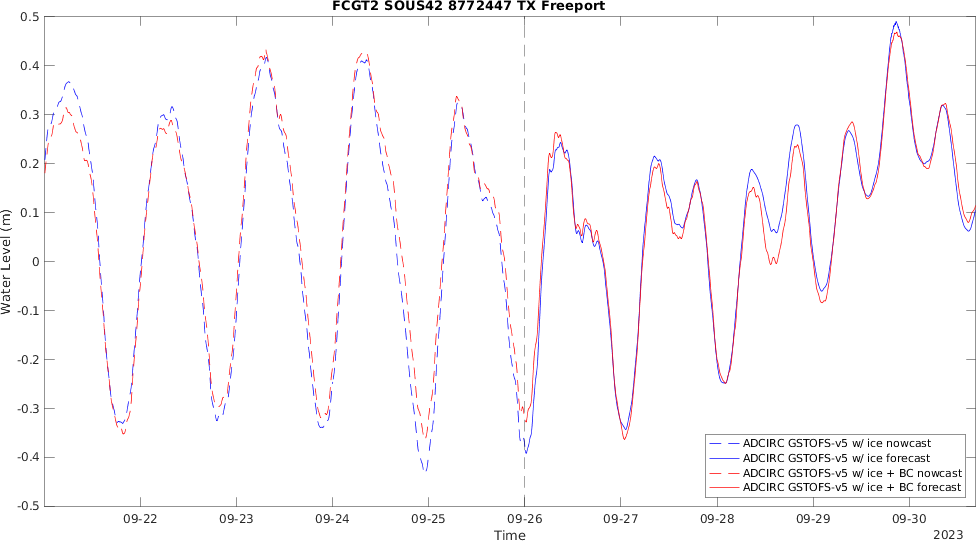 FCGT2 SOUS42 8772447 TX Freeport
0.5
0.4
0.3
0.2
0.1
0
-0.1
-0.2
-0.3
-0.4
-0.5
Water Level (m)
ADCIRC GSTOFS-v5 w/ ice nowcast
ADCIRC GSTOFS-v5 w/ ice forecast
ADCIRC GSTOFS-v5 w/ ice + BC nowcast
ADCIRC GSTOFS-v5 w/ ice + BC forecast
09-22 09-23 09-24 09-25 09-26 09-27 09-28 09-29 09-30
Time
2023